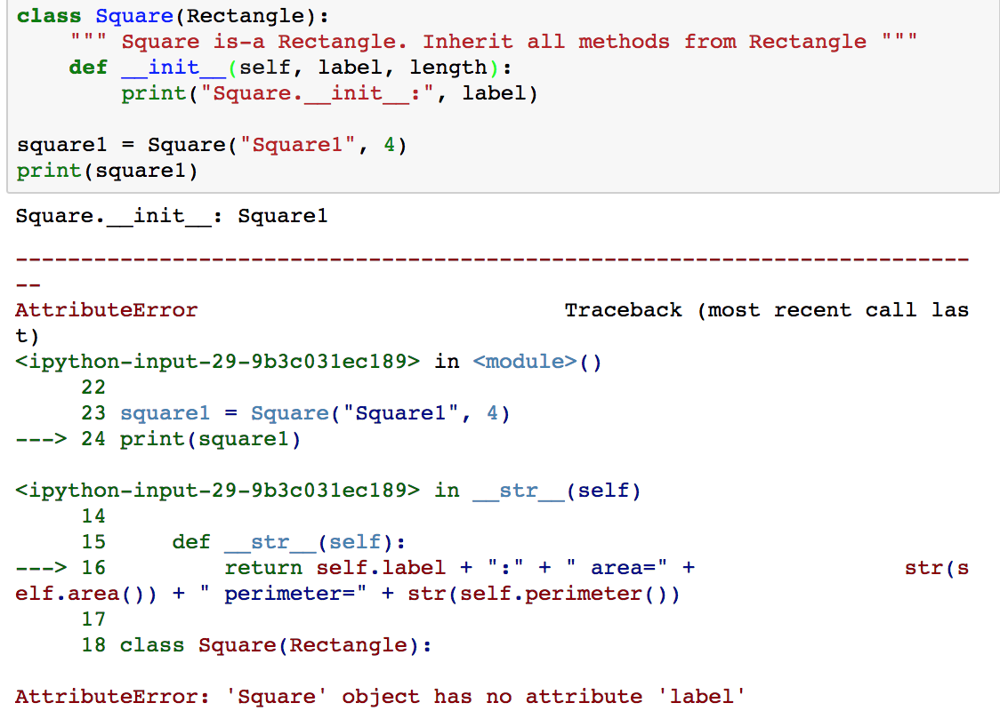 class Square(Rectangle):
    """ Square is-a Rectangle. Inherit all methods from Rectangle """
    def __init__(self, label, length):
        print("Square.__init__:", label)

square1 = Square("Square1", 4)
print(square1)
Square.__init__: Square1
---------------------------------------------------------------------------
--
AttributeError                            Traceback (most recent call las
t)
<ipython-input-29-9b3c031ec189> in <module>()
     22
     23 square1 = Square("Square1", 4)
---> 24 print(square1)

<ipython-input-29-9b3c031ec189> in __str__(self)
     14
     15     def __str__(self):
---> 16         return self.label + ":" + " area=" +                str(s
elf.area()) + " perimeter=" + str(self.perimeter())
     17
     18 class Square(Rectangle):

AttributeError: 'Square' object has no attribute 'label'